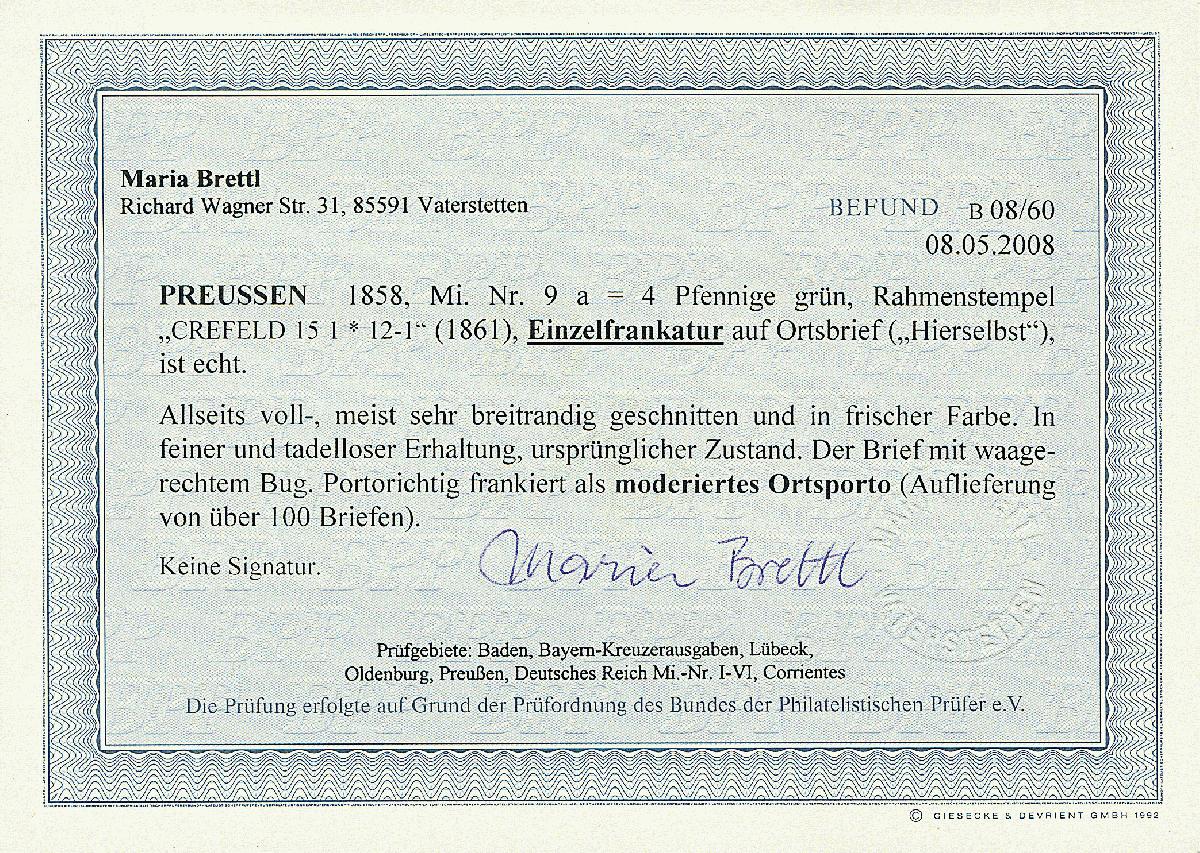 Maria Brettl
Richard Wagner Str. 31, 85591 Vaterstetten
BEFUND B 08/60
08.05.2008
PREUSSEN 1858, Mi. Nr. 9 a = 4 Pfennige grün, Rahmenstempel
„CREFELD 15 1 * 12-1“ (1861), Einzelfrankatur auf Ortsbrief („Hierselbst“),
ist echt.
Allseits voll-, meist sehr breitrandig geschnitten und in frischer Farbe. In
feiner und tadelloser Erhaltung, ursprünglicher Zustand. Der Brief mit waage-
rechtem Bug. Portorichtig frankiert als moderiertes Ortsporto (Auflieferung
von über 100 Briefen).
Keine Signatur.
Maria Brettl
Prüfgebiete: Baden, Bayern-Kreuzerausgaben, Lübeck,
Oldenburg, Preußen, Deutsches Reich Mi.-Nr. I-VI, Corrientes
Die Prüfung erfolgte auf Grund der Prüfordnung des Bundes der Philatelistischen Prüfer e.V.
© GIESECKE & DEVRIENT GMBH 1992